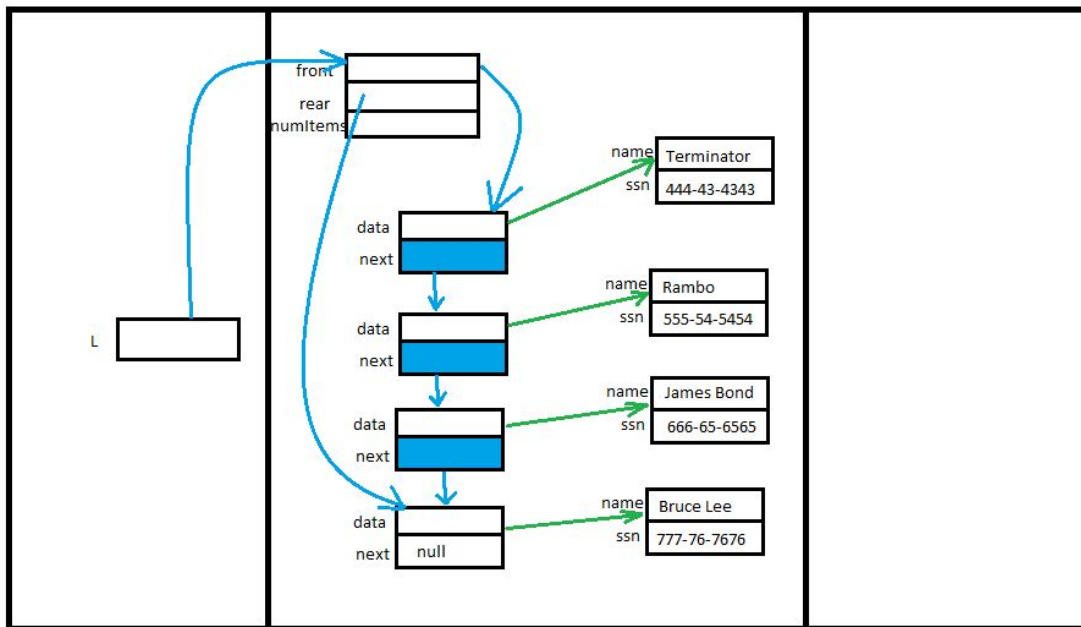 front
rear
numItems
name Terminator
ssn 444-43-4343
data
next
name Rambo
ssn 555-54-5454
data
next
L
name James Bond
ssn 666-65-6565
data
next
name Bruce Lee
ssn 777-76-7676
data
next null